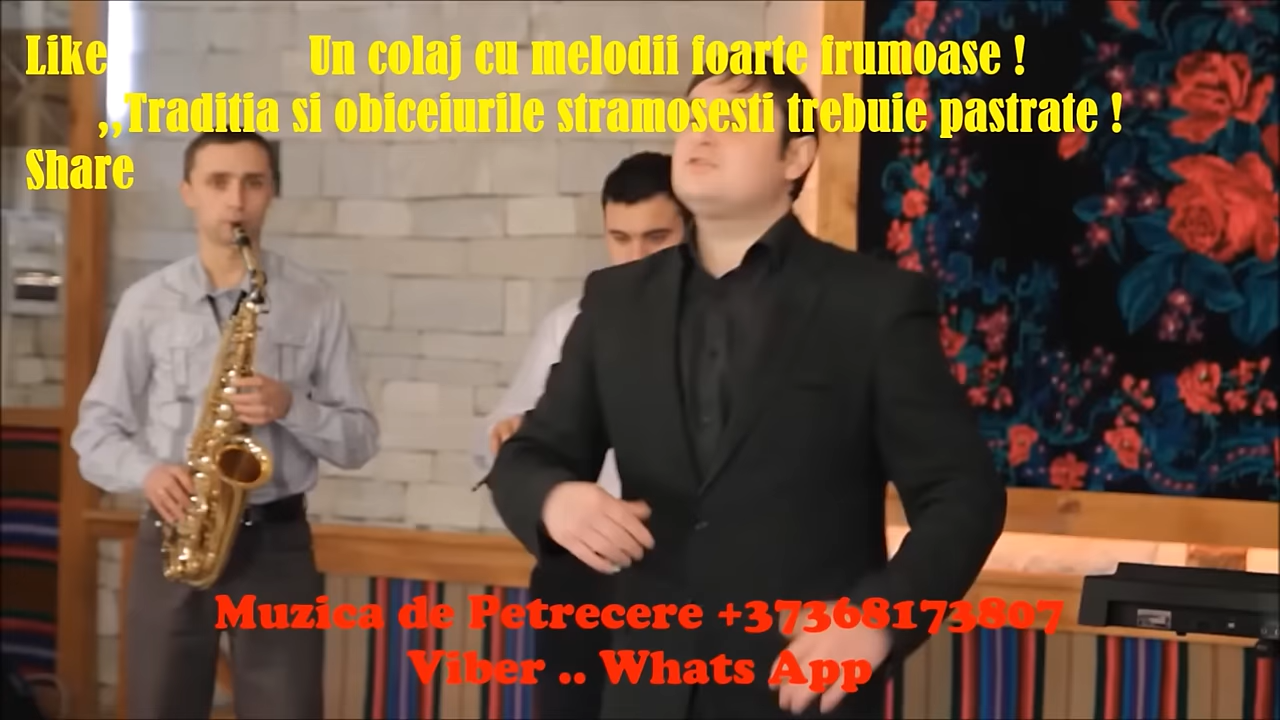 Like Un colaj cu melodii foarte frumoase !
,,Traditia si obiceiurile stramosesti trebuie pastrate !
Share
Muzica de Petrecere +37368173807
Viber .. Whats App